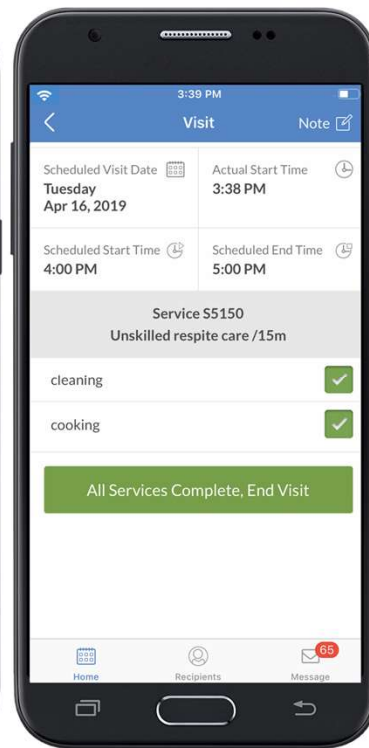 3:39 PM
Visit
Note
Scheduled Visit Date
Tuesday
Apr 16, 2019
Actual Start Time
3:38 PM
Scheduled Start Time
4:00 PM
Scheduled End Time
5:00 PM
Service S5150
Unskilled respite care /15m
cleaning
cooking
All Services Complete, End Visit
65
Home
Recipients
Message